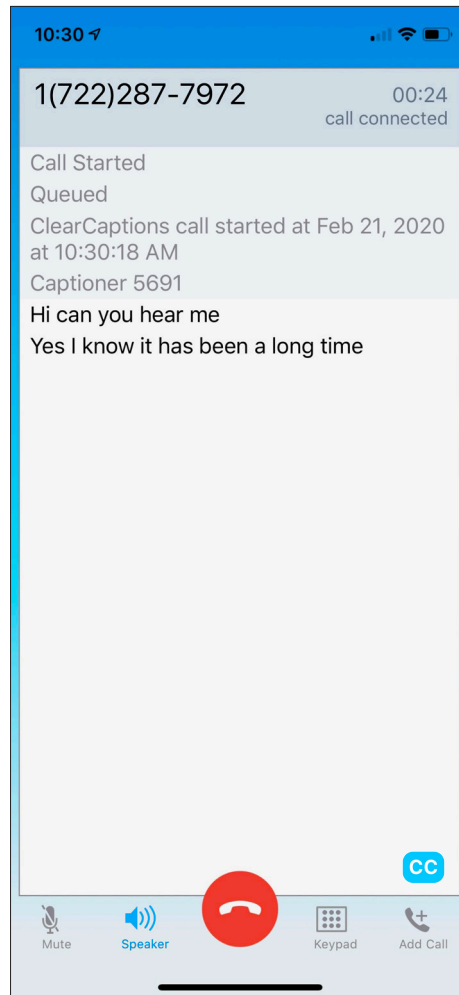 10:30
1(722)287-7972
00:24
call connected
Call Started
Queued
ClearCaptions call started at Feb 21, 2020
at 10:30:18 AM
Captioner 5691
Hi can you hear me
Yes I know it has been a long time
CC
Mute
Speaker
Keypad
Add Call